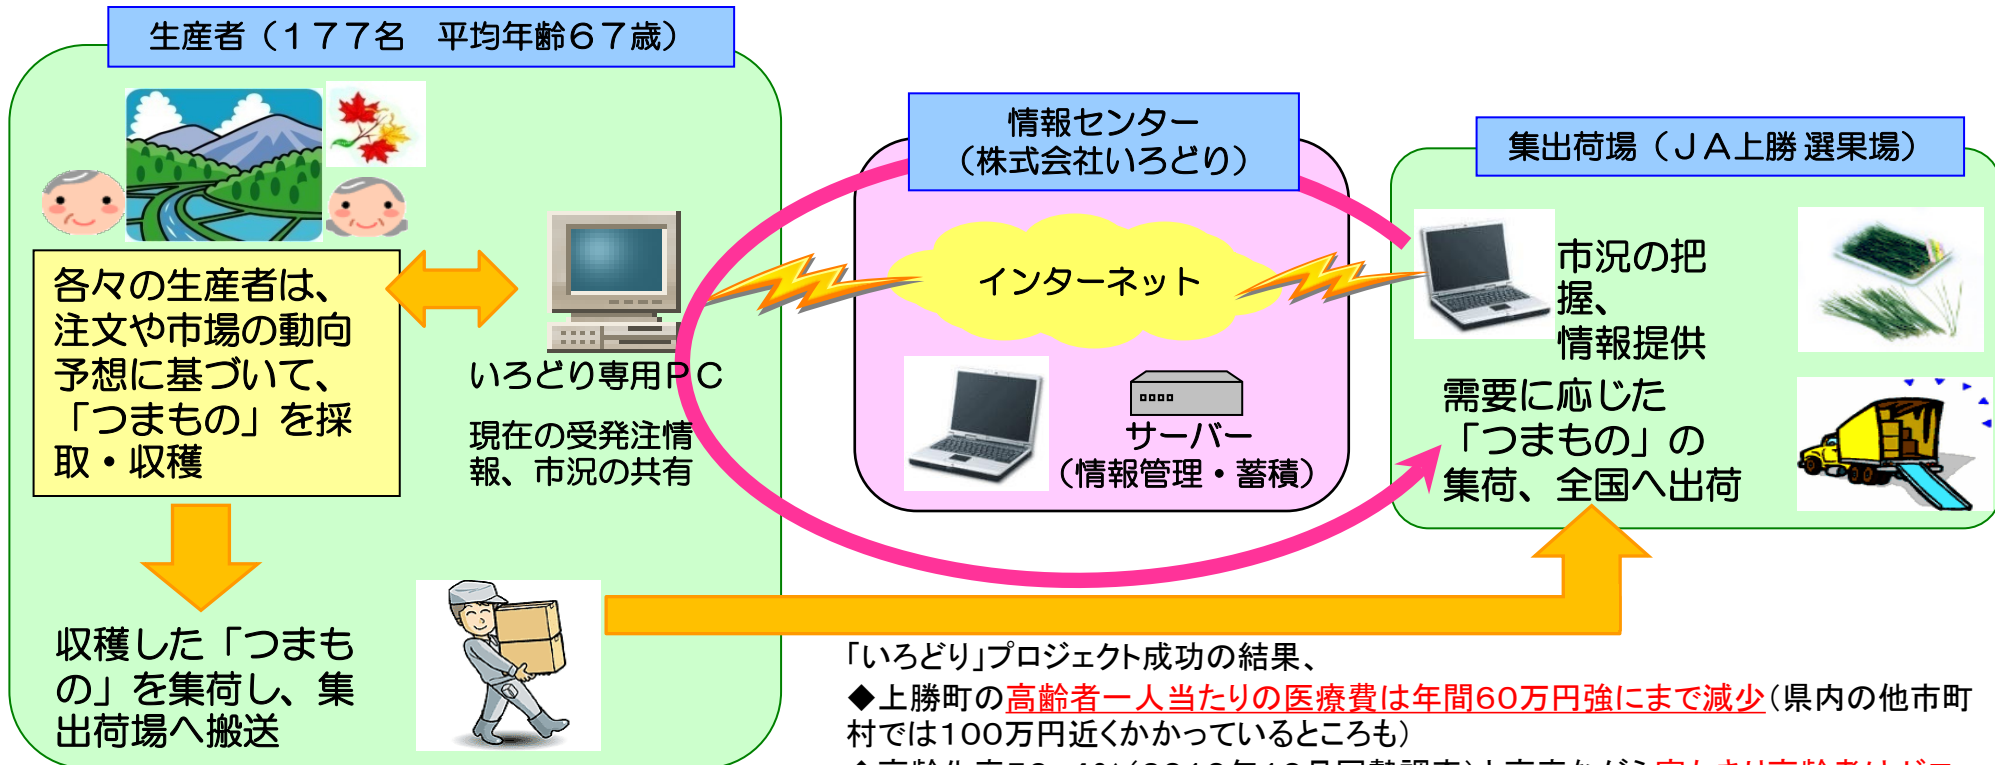 生産者（１７７名　平均年齢６７歳）
各々の生産者は、
注文や市場の動向
予想に基づいて、
「つまもの」を採
取・収穫
いろどり専用ＰＣ
現在の受発注情
報、市況の共有
収穫した「つまも
の」を集荷し、集
出荷場へ搬送
情報センター
（株式会社いろどり）
インターネット
サーバー
（情報管理・蓄積）
集出荷場（ＪＡ上勝 選果場）
市況の把
握、
情報提供
需要に応じた
「つまもの」の
集荷、全国へ出荷
「いろどり」プロジェクト成功の結果、
◆上勝町の高齢者一人当たりの医療費は年間６０万円強にまで減少（県内の他市町
村では１００万円近くかかっているところも）